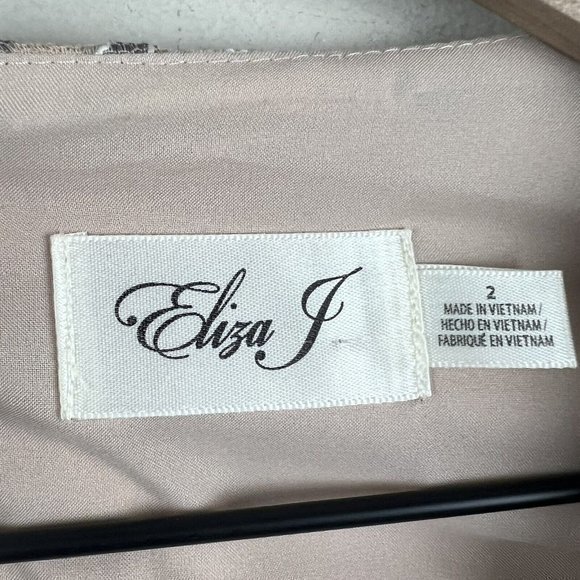 Eliza J
2
MADE IN VIETNAM/
HECHO EN VIETNAM/
FABRIQUÉ EN VIETNAM